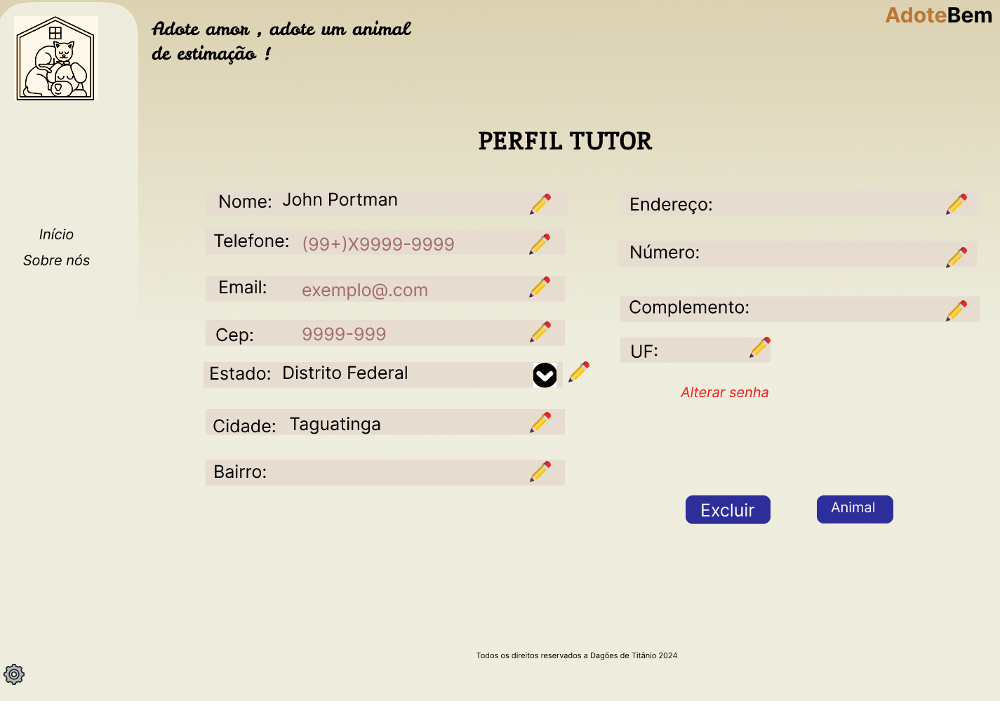 Adote amor , adote um animal
de estimação !
AdoteBem
PERFIL TUTOR
Início
Sobre nós
Nome: John Portman
Telefone: (99+)X9999-9999
Email: exemplo@.com
Cep: 9999-999
Estado: Distrito Federal
Cidade: Taguatinga
Bairro:
Endereço:
Número:
Complemento:
UF:
Alterar senha
Excluir
Animal
Todos os direitos reservados a Dagões de Titânio 2024